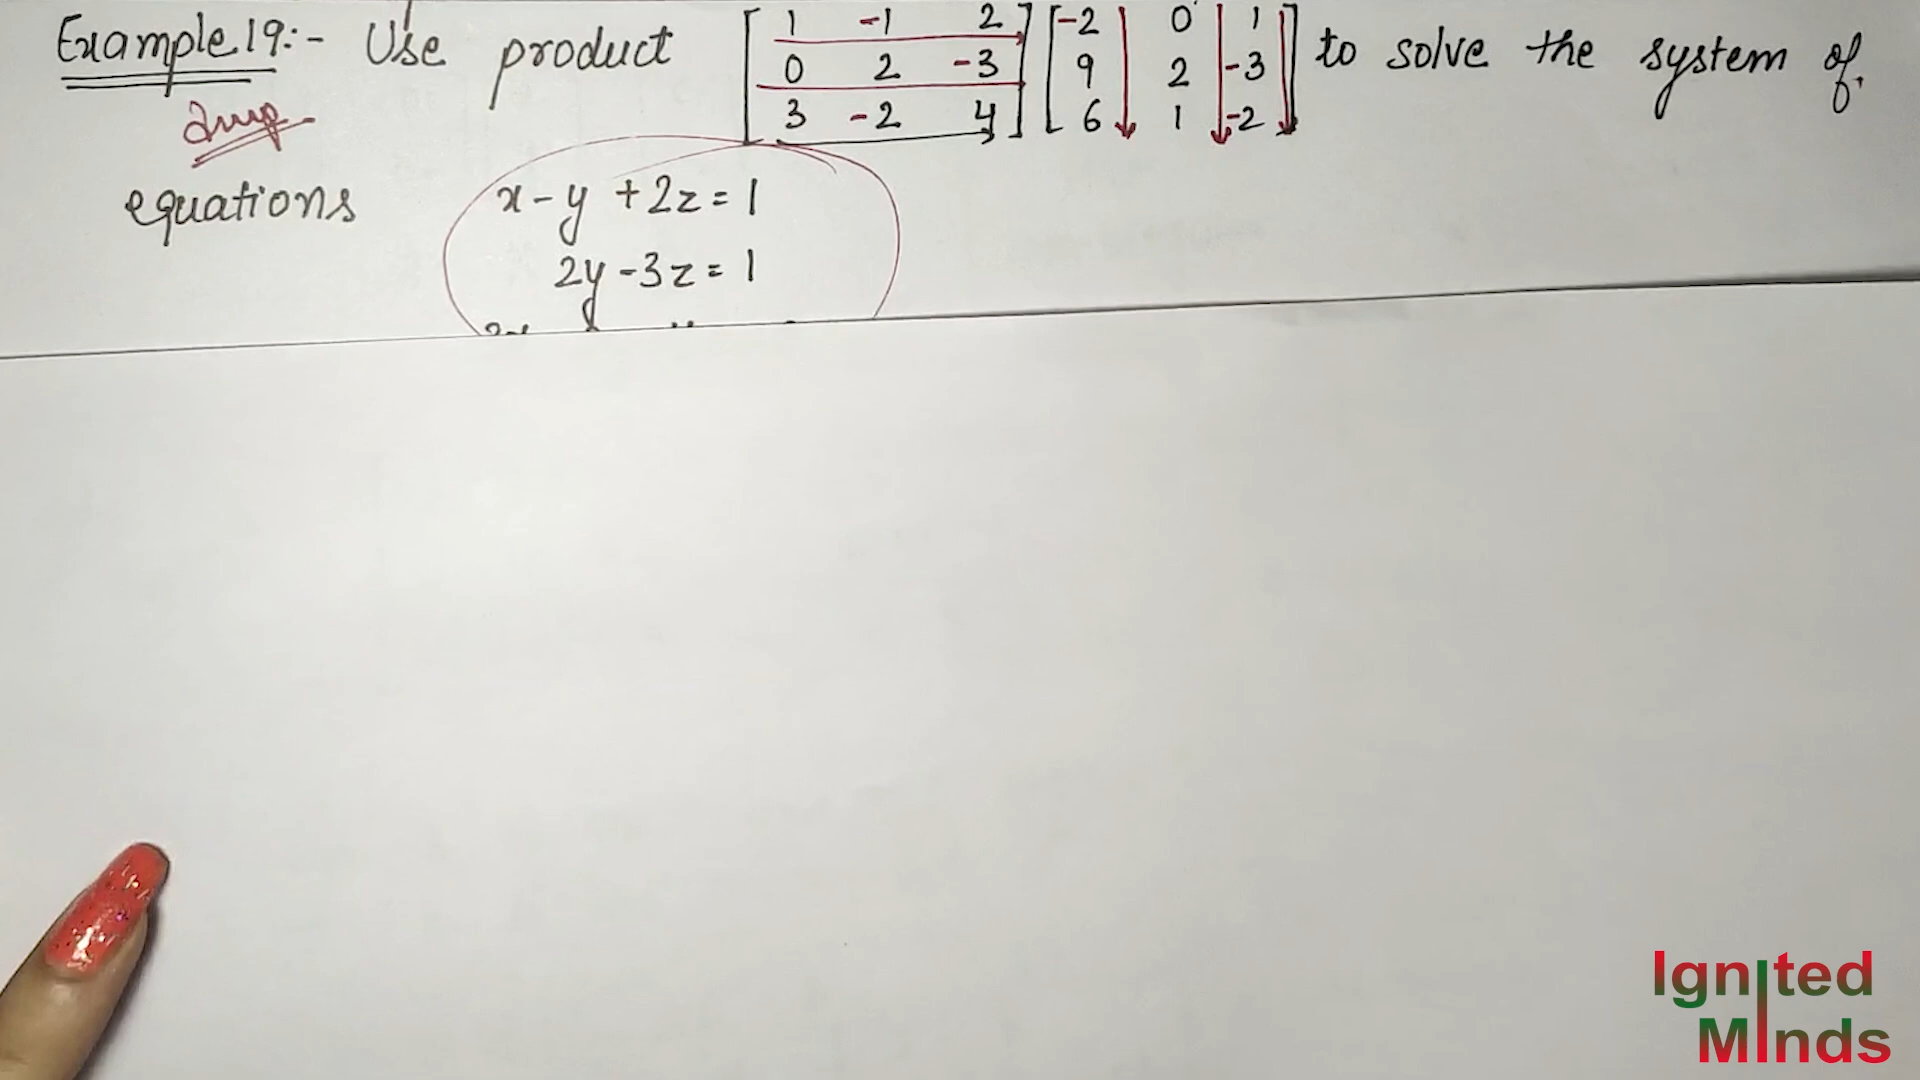 Example 19:- Use product [1 -1 2 0 2 -3 3 -2 4] [-2 0 1 9 2 -3 6 1 -2] to solve the system of
Imp
equations
x - y + 2z = 1
2y - 3z = 1
Ignited
Minds